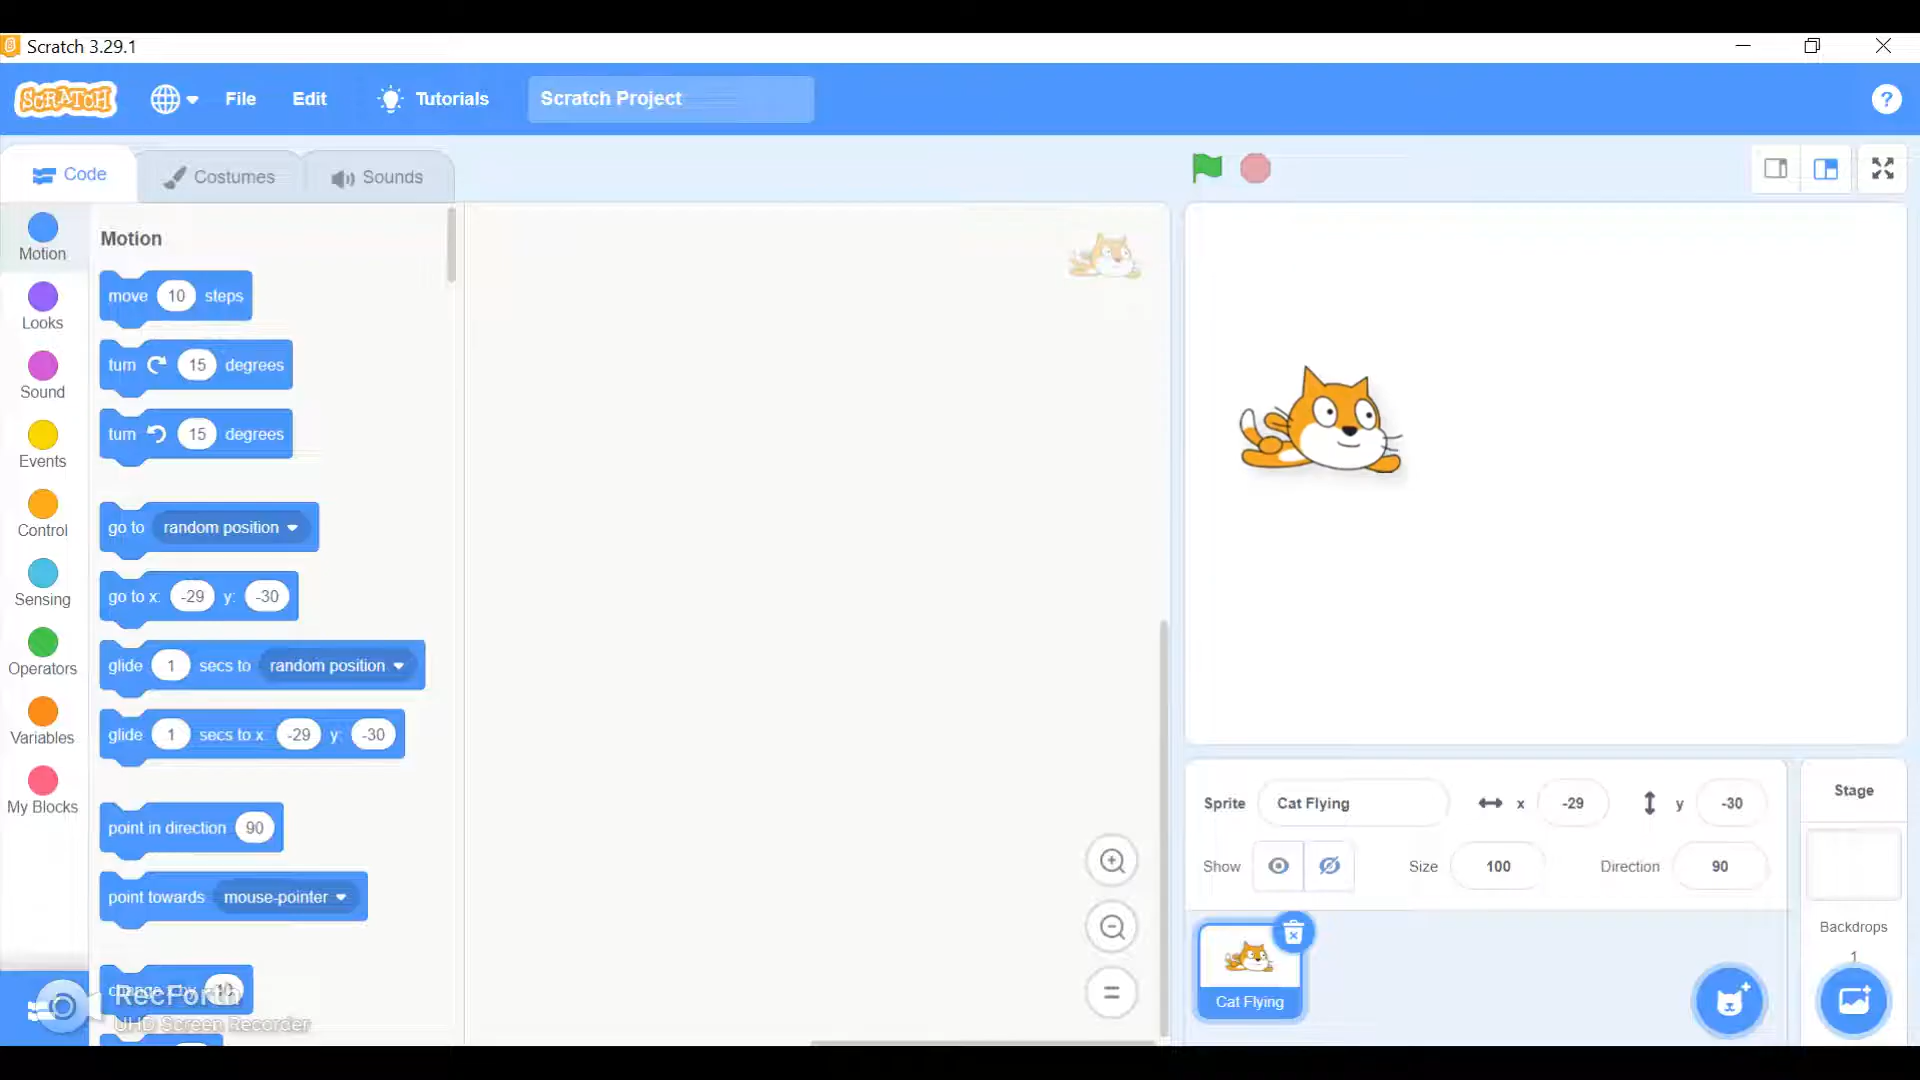 Scratch 3.29.1
SCRATCH
File
Edit
Tutorials
Scratch Project
?
Code
Costumes
Sounds
Motion
Looks
Sound
Events
Control
Sensing
Operators
Variables
My Blocks
Motion
move 10 steps
turn 15 degrees
turn 15 degrees
go to random position
go to x: -29 y: -30
glide 1 secs to random position
glide 1 secs to x: -29 y: -30
point in direction 90
point towards mouse-pointer
change x by 10
RecForth
UHD Screen Recorder
Sprite Cat Flying x -29 y -30
Show Size 100 Direction 90
Cat Flying
Stage
Backdrops
1